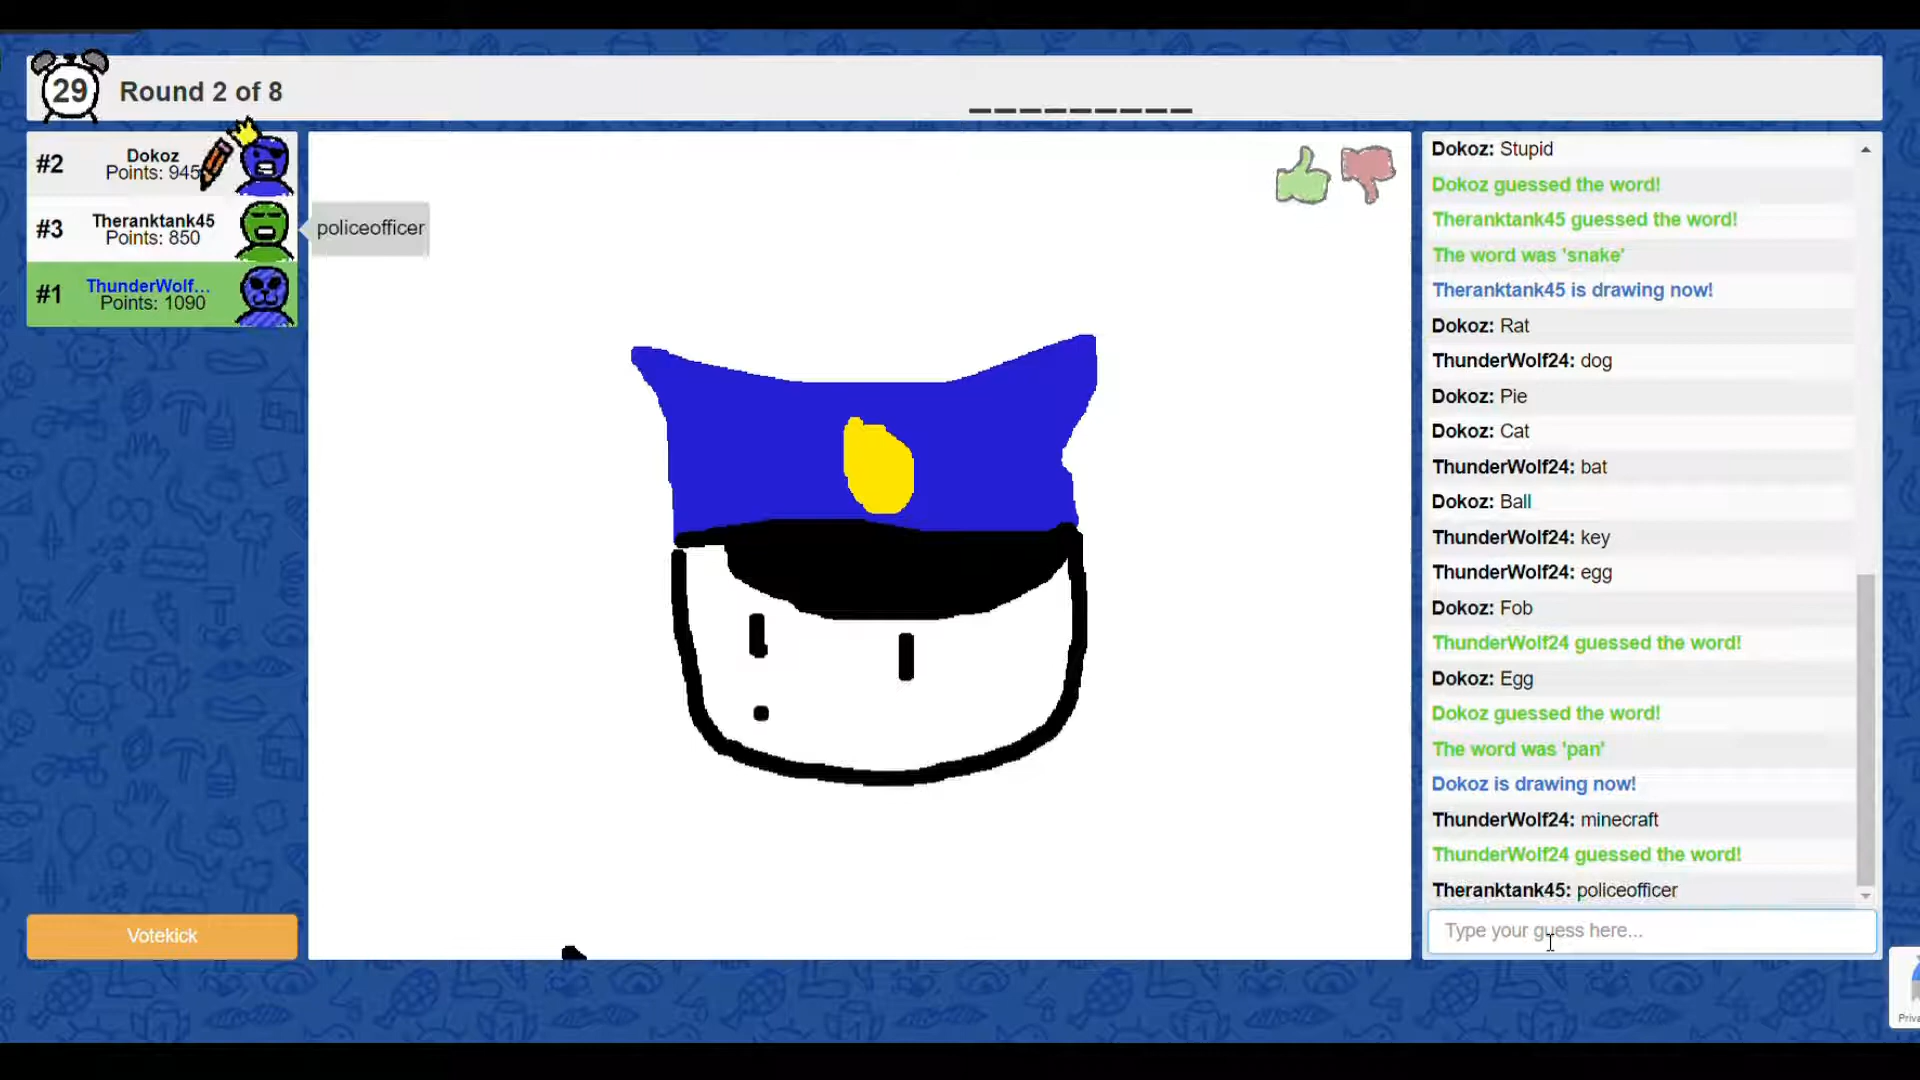 29
Round 2 of 8
_ _ _ _ _ _ _ _ _
#2 Dokoz
Points: 945
#3 Theranktank45
Points: 850
policeofficer
#1 ThunderWolf...
Points: 1090
Votekick
Dokoz: Stupid
Dokoz guessed the word!
Theranktank45 guessed the word!
The word was 'snake'
Theranktank45 is drawing now!
Dokoz: Rat
ThunderWolf24: dog
Dokoz: Pie
Dokoz: Cat
ThunderWolf24: bat
Dokoz: Ball
ThunderWolf24: key
ThunderWolf24: egg
Dokoz: Fob
ThunderWolf24 guessed the word!
Dokoz: Egg
Dokoz guessed the word!
The word was 'pan'
Dokoz is drawing now!
ThunderWolf24: minecraft
ThunderWolf24 guessed the word!
Theranktank45: policeofficer
Type your guess here...